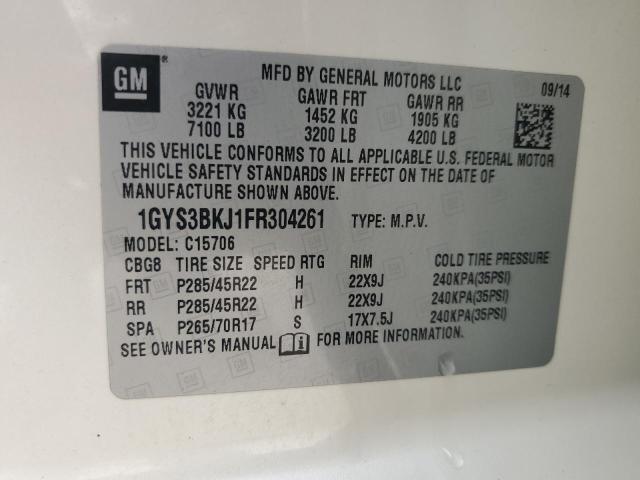 GM
®
MFD BY GENERAL MOTORS LLC
09/14
GVWR GAWR FRT GAWR RR
3221 KG 1452 KG 1905 KG
7100 LB 3200 LB 4200 LB
THIS VEHICLE CONFORMS TO ALL APPLICABLE U.S. FEDERAL MOTOR
VEHICLE SAFETY STANDARDS IN EFFECT ON THE DATE OF
MANUFACTURE SHOWN ABOVE.
1GYS3BKJ1FR304261 TYPE: M.P.V.
MODEL: C15706
CBG8 TIRE SIZE SPEED RTG RIM COLD TIRE PRESSURE
FRT P285/45R22 H 22X9J 240KPA(35PSI)
RR P285/45R22 H 22X9J 240KPA(35PSI)
SPA P265/70R17 S 17X7.5J 240KPA(35PSI)
SEE OWNER'S MANUAL FOR MORE INFORMATION.